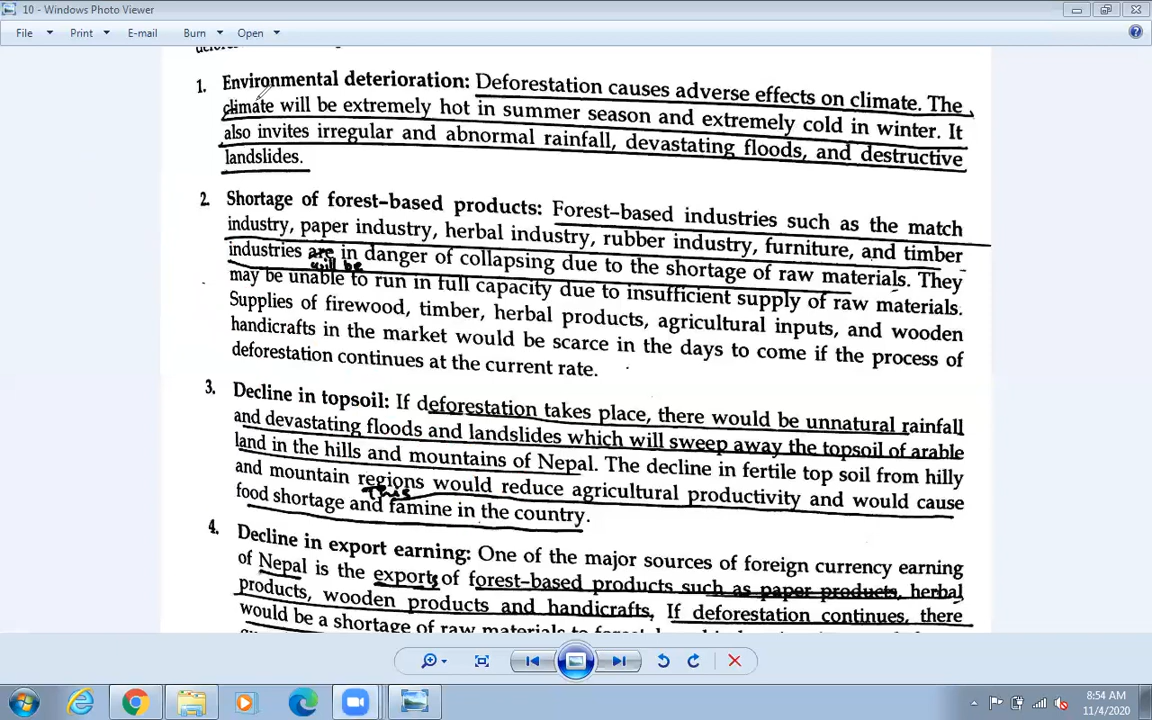 10 - Windows Photo Viewer
File Print E-mail Burn Open
1. Environmental deterioration: Deforestation causes adverse effects on climate. The
climate will be extremely hot in summer season and extremely cold in winter. It
also invites irregular and abnormal rainfall, devastating floods, and destructive
landslides.
2. Shortage of forest-based products: Forest-based industries such as the match
industry, paper industry, herbal industry, rubber industry, furniture, and timber
industries are in danger of collapsing due to the shortage of raw materials. They
will be
may be unable to run in full capacity due to insufficient supply of raw materials.
Supplies of firewood, timber, herbal products, agricultural inputs, and wooden
handicrafts in the market would be scarce in the days to come if the process of
deforestation continues at the current rate.
3. Decline in topsoil: If deforestation takes place, there would be unnatural rainfall
and devastating floods and landslides which will sweep away the topsoil of arable
land in the hills and mountains of Nepal. The decline in fertile top soil from hilly
and mountain regions would reduce agricultural productivity and would cause
This
food shortage and famine in the country.
4. Decline in export earning: One of the major sources of foreign currency earning
of Nepal is the exports of forest-based products such as paper products, herbal
products, wooden products and handicrafts. If deforestation continues, there
would be a shortage of raw materials to
8:54 AM
11/4/2020